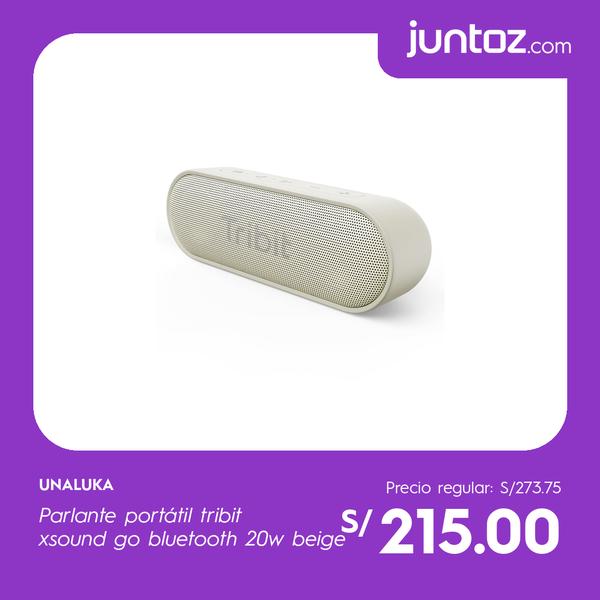 juntoz.com
Tribit
UNALUKA
Parlante portátil tribit
xsound go bluetooth 20w beige
Precio regular: S/273.75
S/215.00